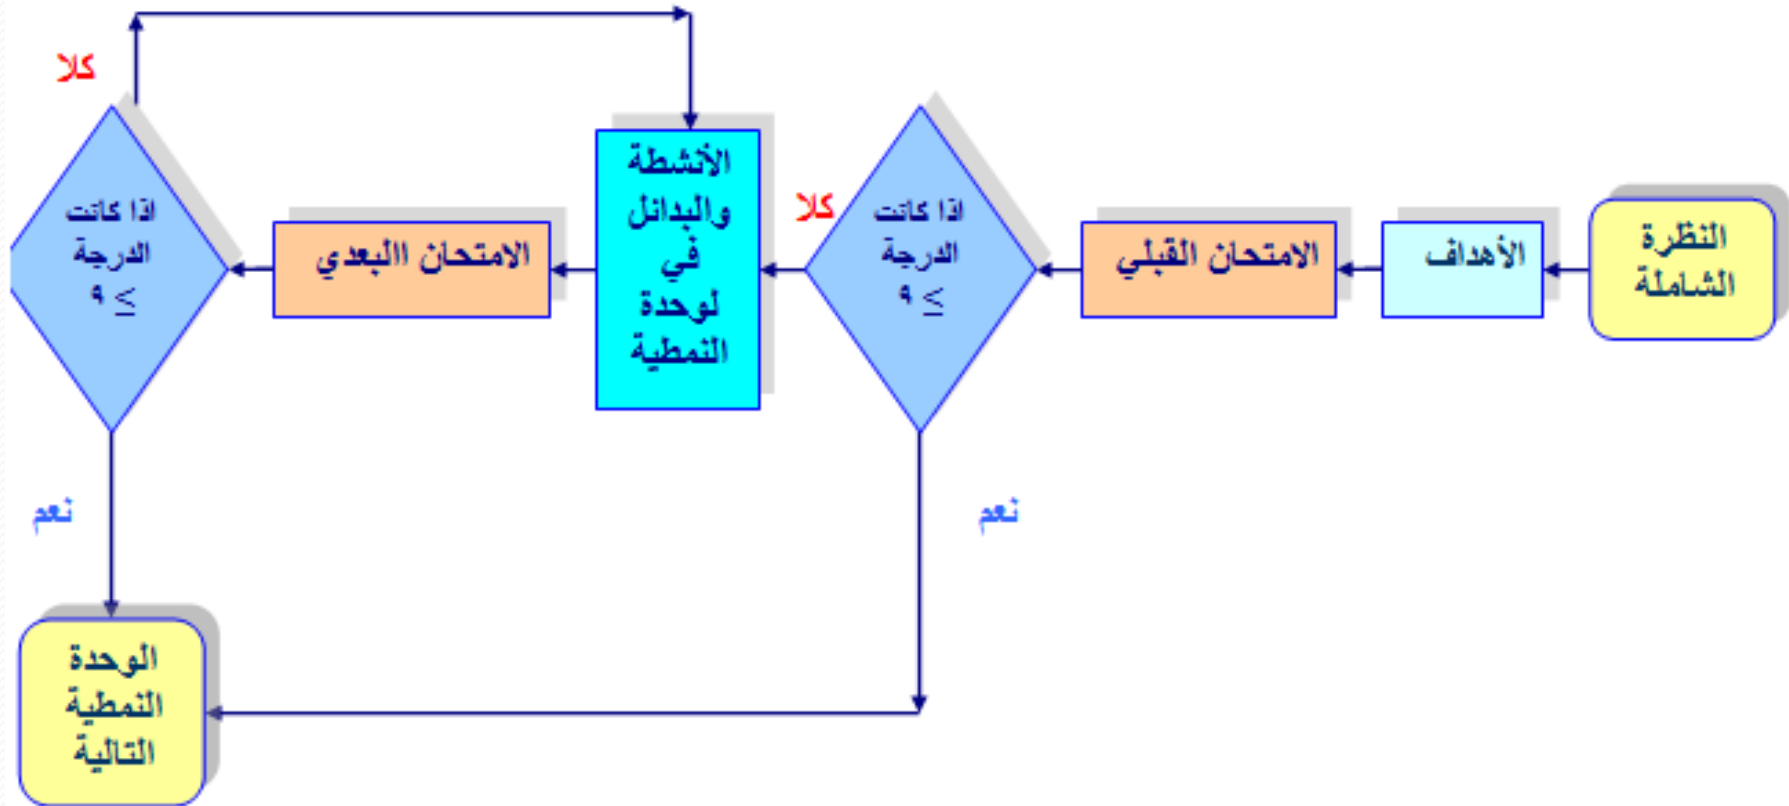 النظرة
الشاملة
الأهداف
الامتحان القبلي
اذا كانت
الدرجة
≥ ٩
كلا
نعم
الأنشطة
والبدائل
في
لوحدة
النمطية
الامتحان االبعدي
اذا كانت
الدرجة
≥ ٩
كلا
نعم
الوحدة
النمطية
التالية